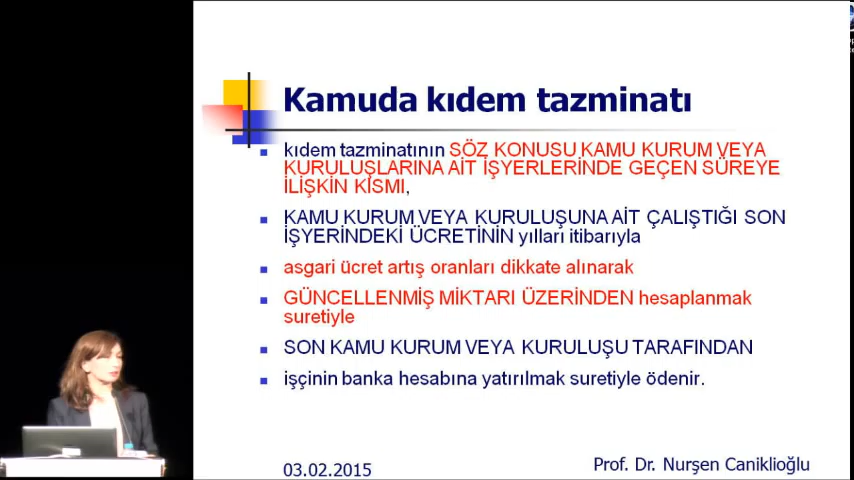 Kamuda kıdem tazminatı
kıdem tazminatının SÖZ KONUSU KAMU KURUM VEYA
KURULUŞLARINA AİT İŞYERLERİNDE GEÇEN SÜREYE
İLİŞKİN KISMI,
KAMU KURUM VEYA KURULUŞUNA AİT ÇALIŞTIĞI SON
İŞYERİNDEKİ ÜCRETİNİN yılları itibarıyla
asgari ücret artış oranları dikkate alınarak
GÜNCELLENMİŞ MİKTARI ÜZERİNDEN hesaplanmak
suretiyle
SON KAMU KURUM VEYA KURULUŞU TARAFINDAN
işçinin banka hesabına yatırılmak suretiyle ödenir.
03.02.2015
Prof. Dr. Nurşen Caniklioğlu